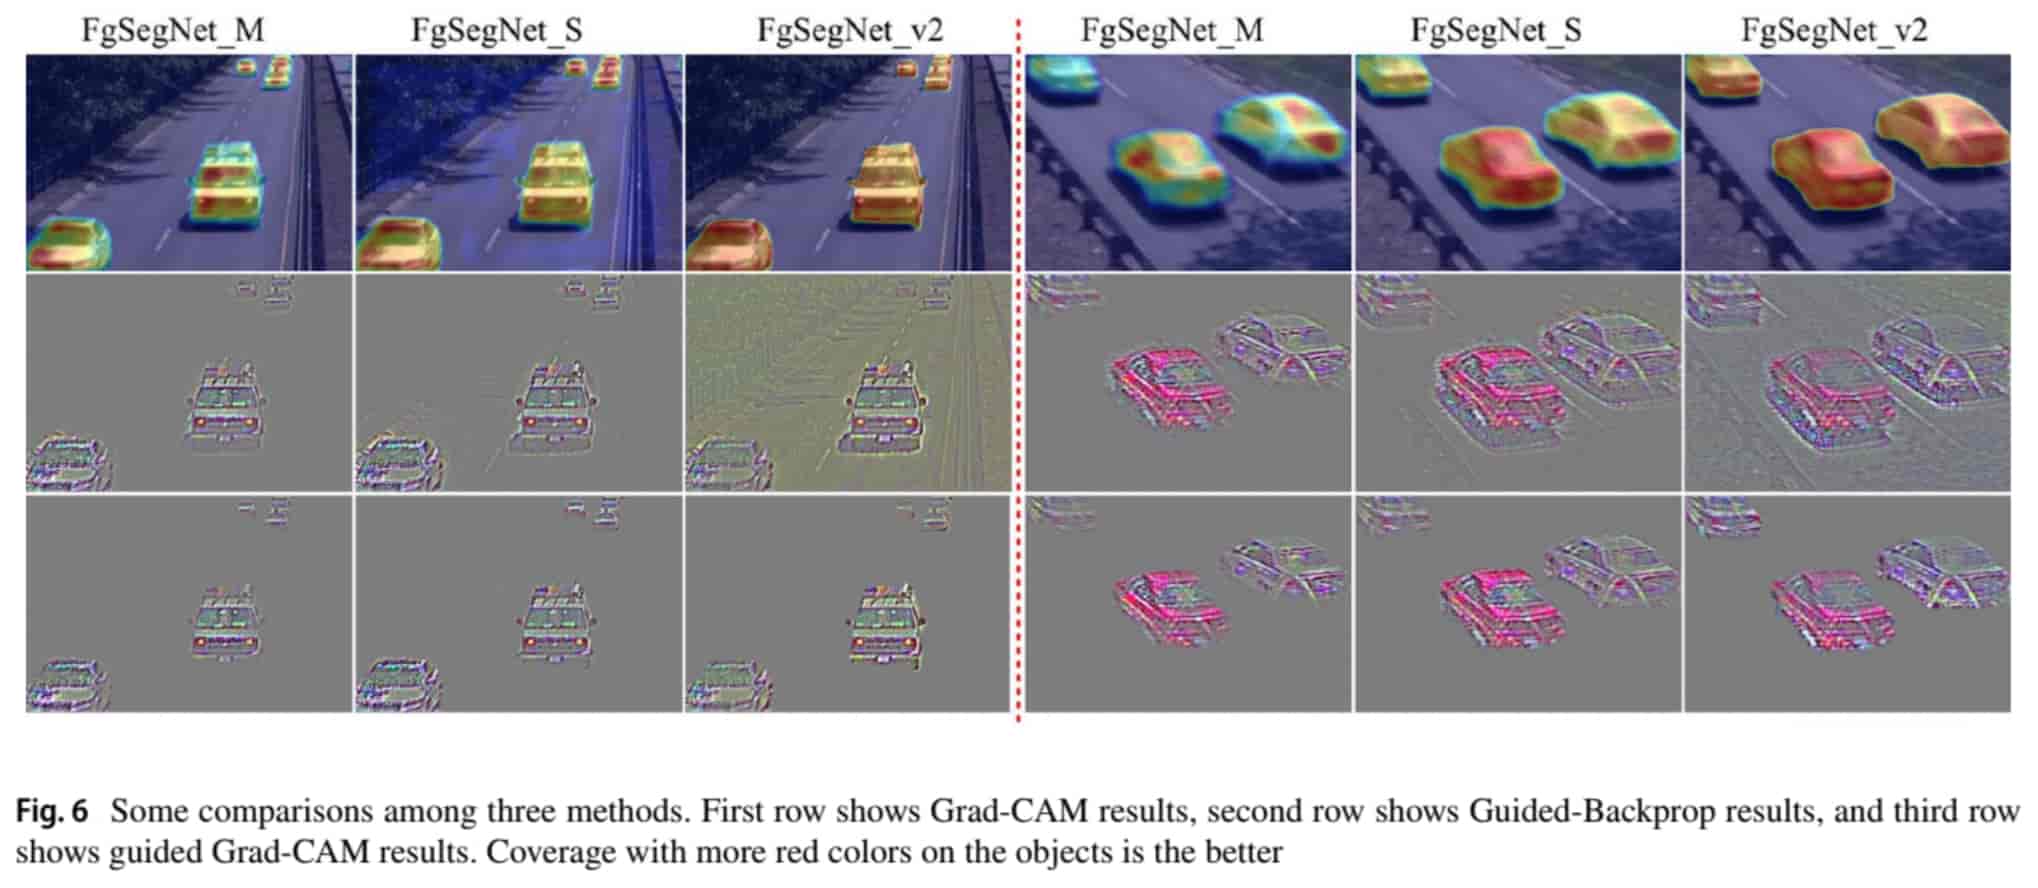 FgSegNet_M FgSegNet_S FgSegNet_v2 FgSegNet_M FgSegNet_S FgSegNet_v2
Fig. 6 Some comparisons among three methods. First row shows Grad-CAM results, second row shows Guided-Backprop results, and third row
shows guided Grad-CAM results. Coverage with more red colors on the objects is the better